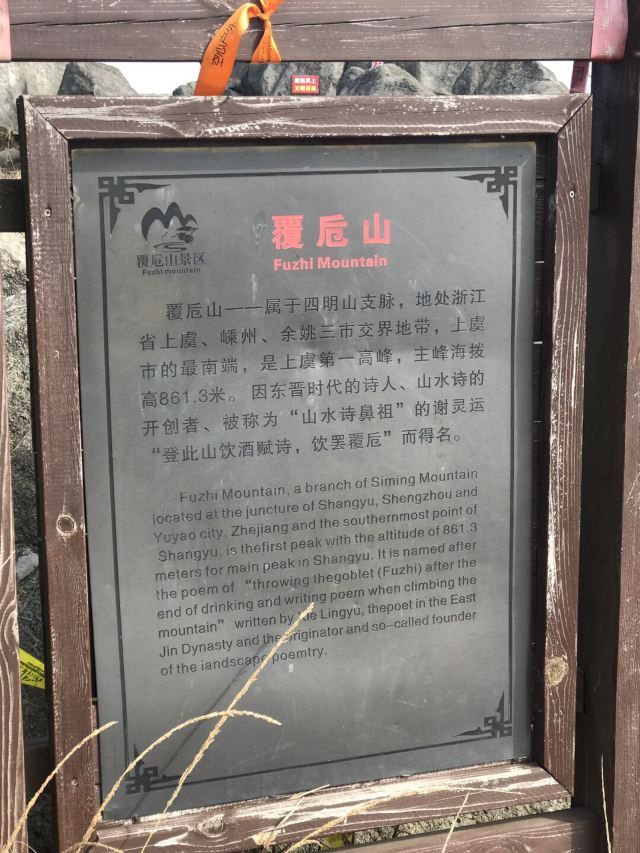 空心户外
覆卮山景区
Fuzhi mountain
覆卮山
Fuzhi Mountain
覆卮山——属于四明山支脉，地处浙江
省上虞、嵊州、余姚三市交界地带，上虞
市的最南端，是上虞第一高峰，主峰海拨
高861.3米。因东晋时代的诗人、山水诗的
开创者、被称为“山水诗鼻祖”的谢灵运
“登此山饮酒赋诗，饮罢覆卮”而得名。
Fuzhi Mountain, a branch of Siming Mountain
located at the juncture of Shangyu, Shengzhou and
Yuyao city, Zhejiang and the southernmost point of
Shangyu, is thefirst peak with the altitude of 861.3
meters for main peak in Shangyu. It is named after
the poem of “throwing thegoblet (Fuzhi) after the
end of drinking and writing poem when climbing the
mountain” written by Xie Lingyu, thepoet in the East
Jin Dynasty and the originator and so-called founder
of the iandscape poemtry.